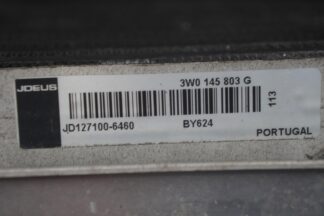 JDEUS
3W0 145 803 G
113
JD127100-6460 BY624
PORTUGAL